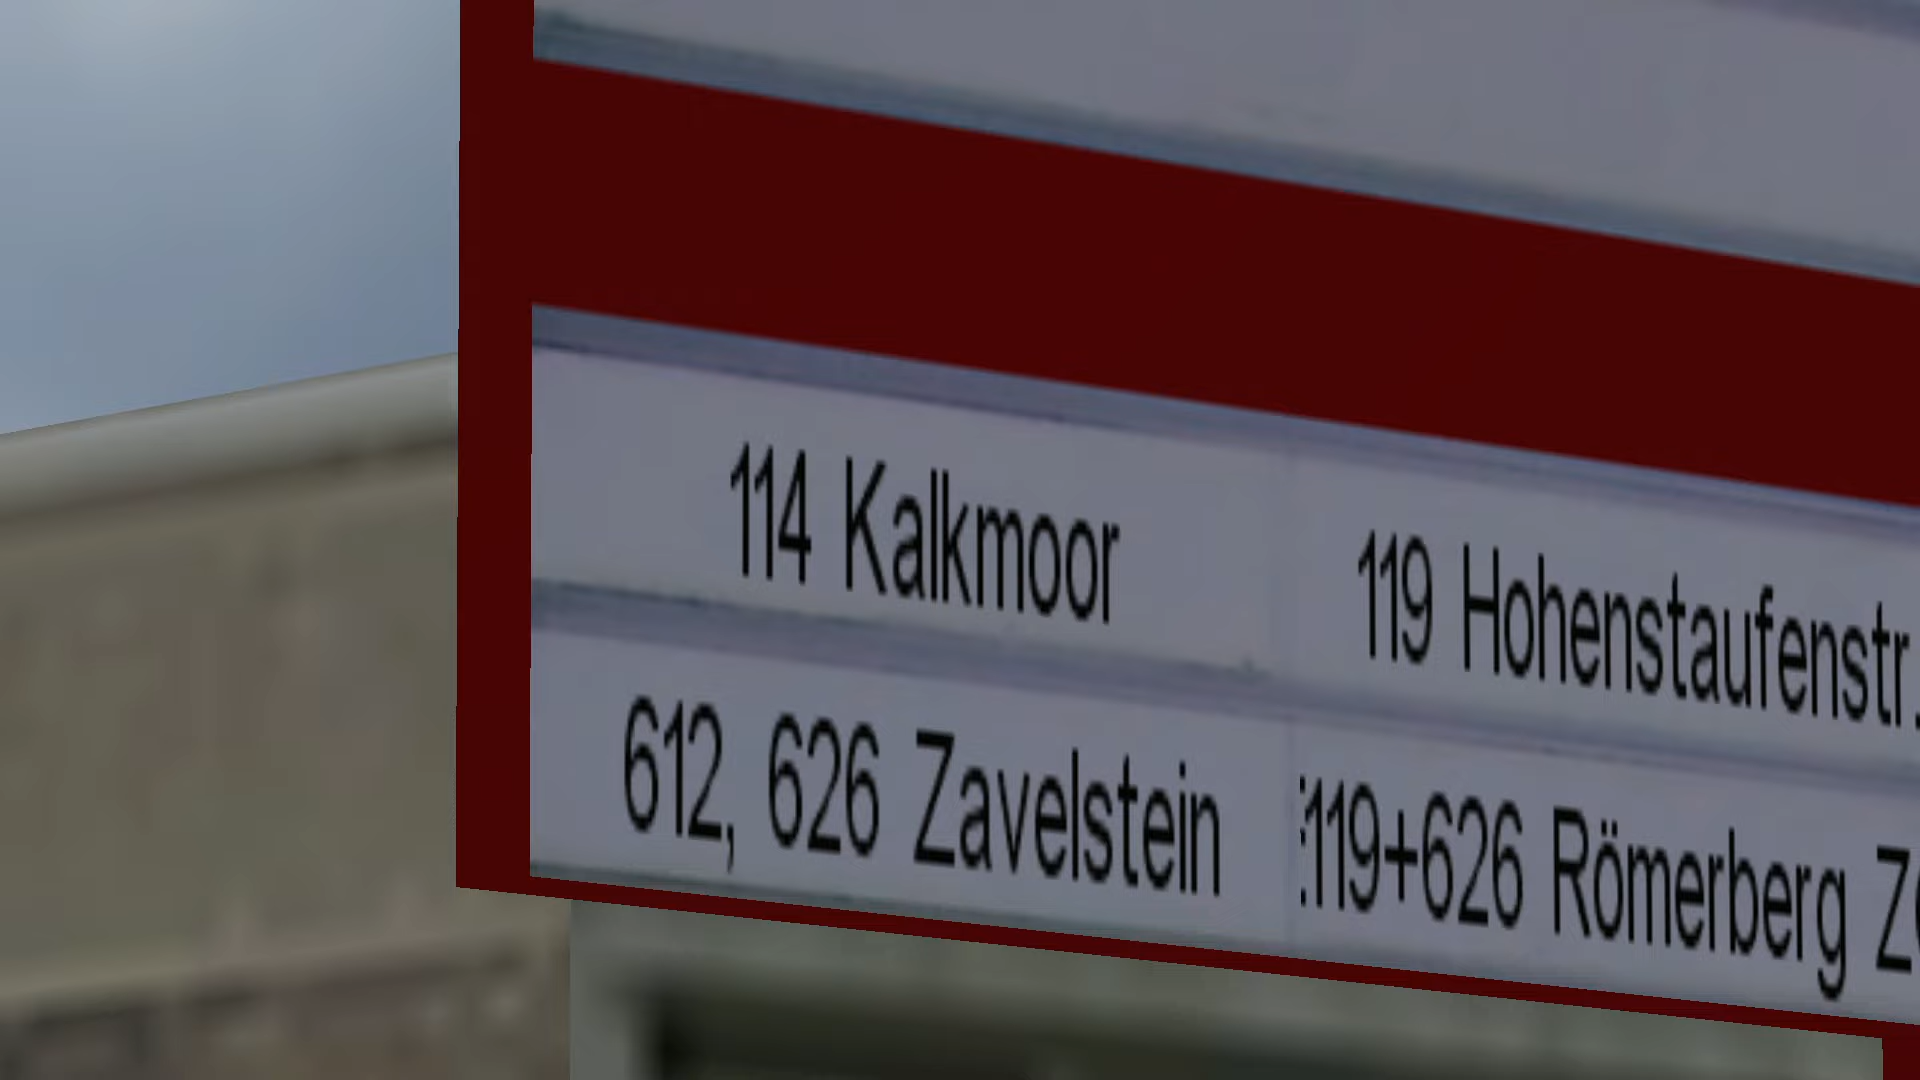 114 Kalkmoor
119 Hohenstaufenstr.
612, 626 Zavelstein
119+626 Römerberg